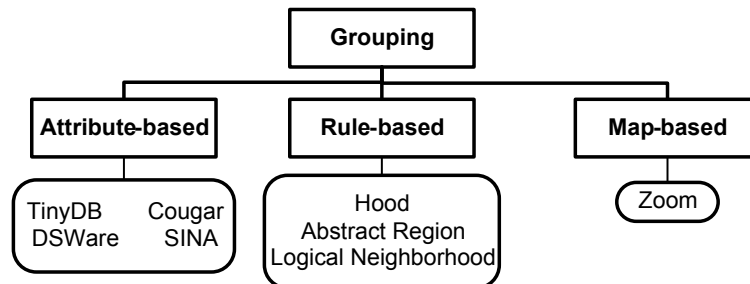 Grouping
Attribute-based
Rule-based
Map-based
TinyDB Cougar
DSWare SINA
Hood
Abstract Region
Logical Neighborhood
Zoom